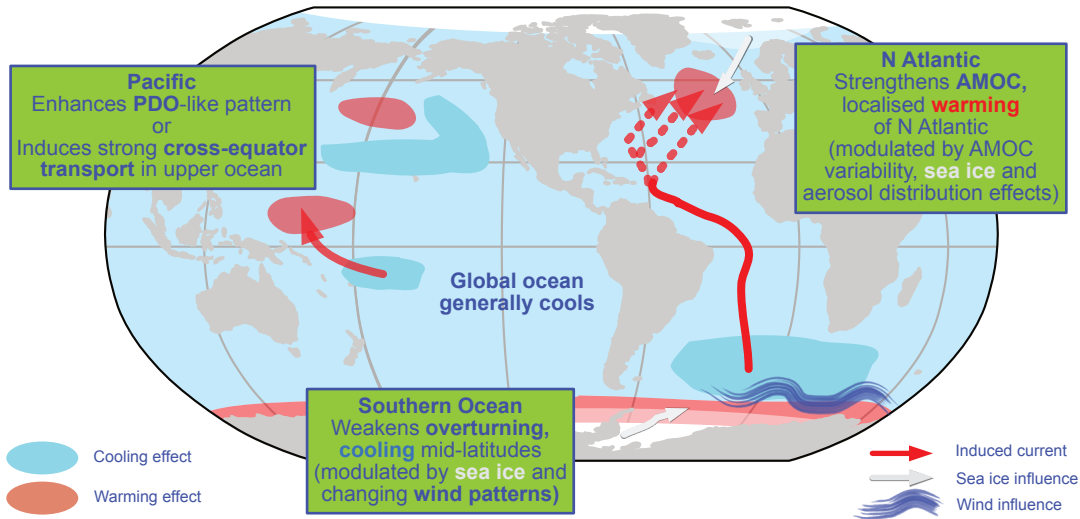 Pacific
Enhances PDO-like pattern
or
Induces strong cross-equator
transport in upper ocean
N Atlantic
Strengthens AMOC,
localised warming
of N Atlantic
(modulated by AMOC
variability, sea ice and
aerosol distribution effects)
Global ocean
generally cools
Southern Ocean
Weakens overturning,
cooling mid-latitudes
(modulated by sea ice and
changing wind patterns)
Cooling effect
Warming effect
Induced current
Sea ice influence
Wind influence